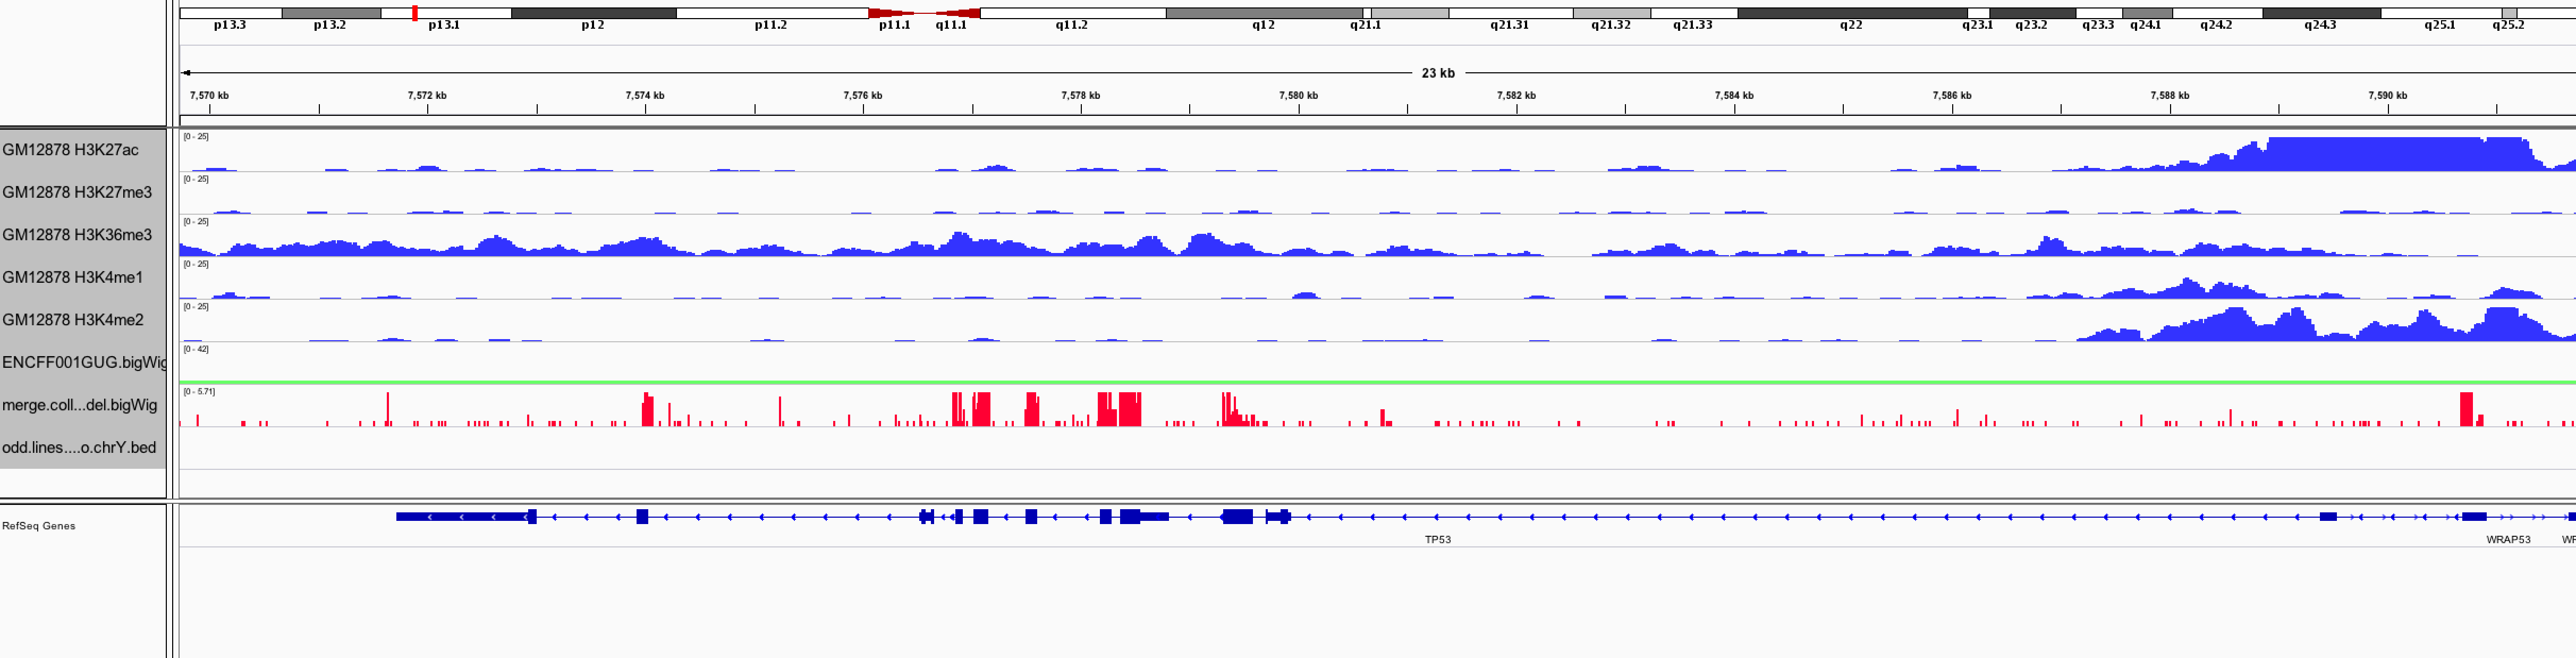 p13.3 p13.2 p13.1 p12 p11.2 p11.1 q11.1 q11.2 q12 q21.1 q21.31 q21.32 q21.33 q22 q23.1 q23.2 q23.3 q24.1 q24.2 q24.3 q25.1 q25.2
23 kb
7,570 kb 7,572 kb 7,574 kb 7,576 kb 7,578 kb 7,580 kb 7,582 kb 7,584 kb 7,586 kb 7,588 kb 7,590 kb
[0 - 25]
GM12878 H3K27ac
[0 - 25]
GM12878 H3K27me3
[0 - 25]
GM12878 H3K36me3
[0 - 25]
GM12878 H3K4me1
[0 - 25]
GM12878 H3K4me2
[0 - 42]
ENCFF001GUG.bigWig
[0 - 5.71]
merge.coll...del.bigWig
odd.lines....o.chrY.bed
RefSeq Genes
TP53 WRAP53 WR